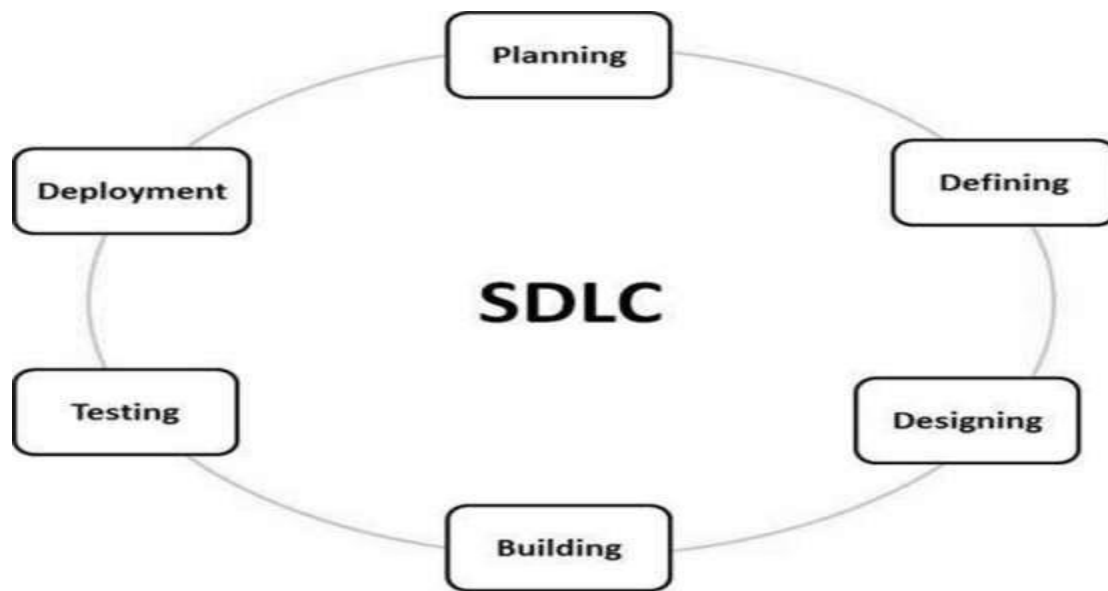 Planning
Defining
Designing
Building
Testing
Deployment
SDLC